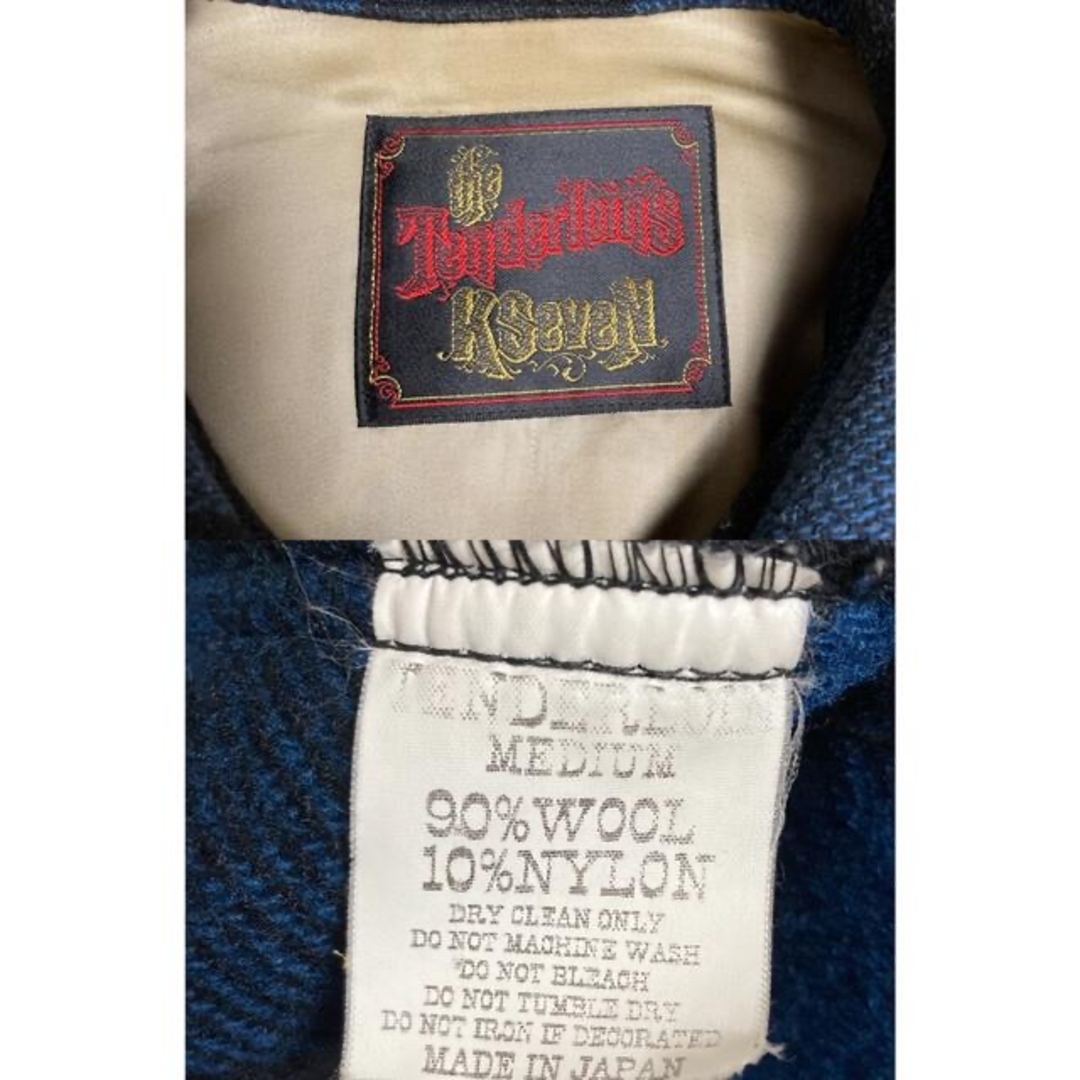 the
Tenderloin's
KSeveN
TENDERLOIN
MEDIUM
90%WOOL
10%NYLON
DRY CLEAN ONLY
DO NOT MACHINE WASH
DO NOT BLEACH
DO NOT TUMBLE DRY
DO NOT IRON IF DECORATED
MADE IN JAPAN